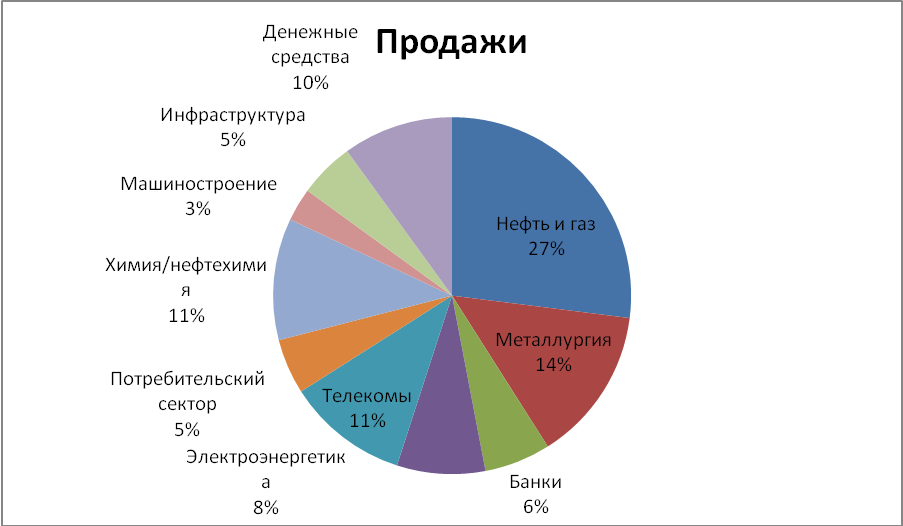 Продажи
Нефть и газ
27%
Металлургия
14%
Банки
6%
Электроэнергетик
а
8%
Телекомы
11%
Потребительский
сектор
5%
Химия/нефтехими
я
11%
Машиностроение
3%
Инфраструктура
5%
Денежные
средства
10%